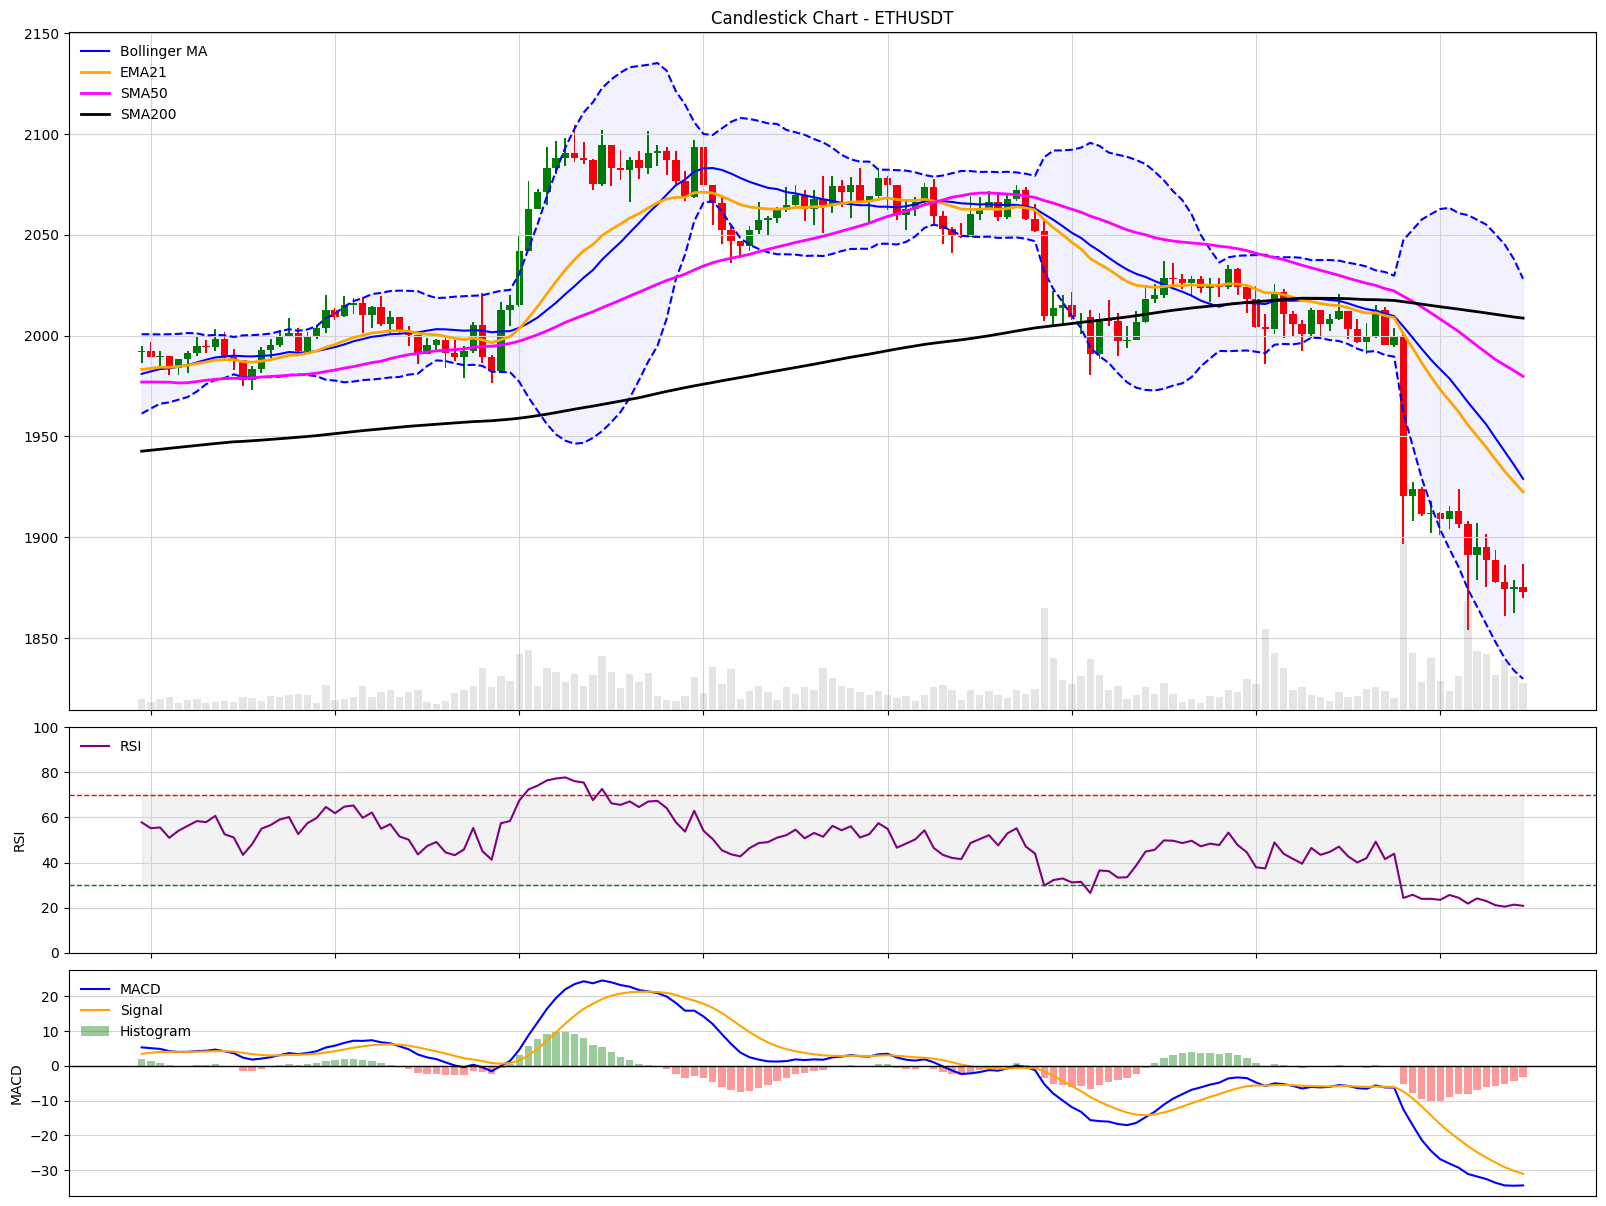 Candlestick Chart - ETHUSDT
2150
2100
2050
2000
1950
1900
1850
Bollinger MA
EMA21
SMA50
SMA200
100
80
60
40
20
0
RSI
RSI
20
10
0
−10
−20
−30
MACD
MACD
Signal
Histogram